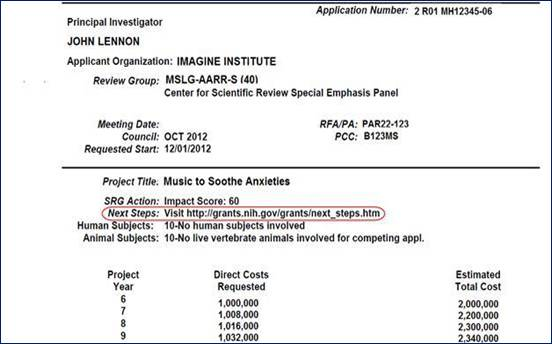 Application Number: 2 R01 MH12345-06
Principal Investigator
JOHN LENNON
Applicant Organization: IMAGINE INSTITUTE
Review Group: MSLG-AARR-S (40)
Center for Scientific Review Special Emphasis Panel
Meeting Date: RFA/PA: PAR22-123
Council: OCT 2012 PCC: B123MS
Requested Start: 12/01/2012
Project Title: Music to Soothe Anxieties
SRG Action: Impact Score: 60
Next Steps: Visit http://grants.nih.gov/grants/next_steps.htm
Human Subjects: 10-No human subjects involved
Animal Subjects: 10-No live vertebrate animals involved for competing appl.
Project Direct Costs Estimated
Year Requested Total Cost
6 1,000,000 2,000,000
7 1,008,000 2,200,000
8 1,016,000 2,300,000
9 1,032,000 2,340,000